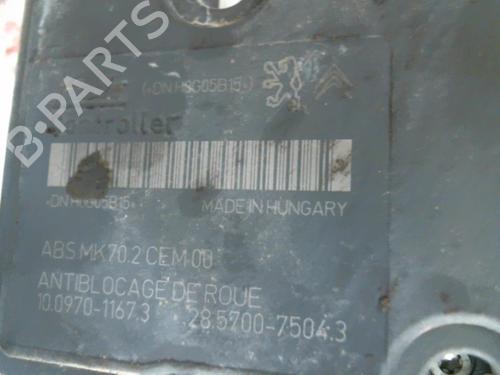 («DNH8G05B15»)
Controller
MADE IN HUNGARY
ABS MK70.2 CEM 00
ANTIBLOCAGE DE ROUE
10.0970-1167.3 28.5700-7504.3
B-PARTS